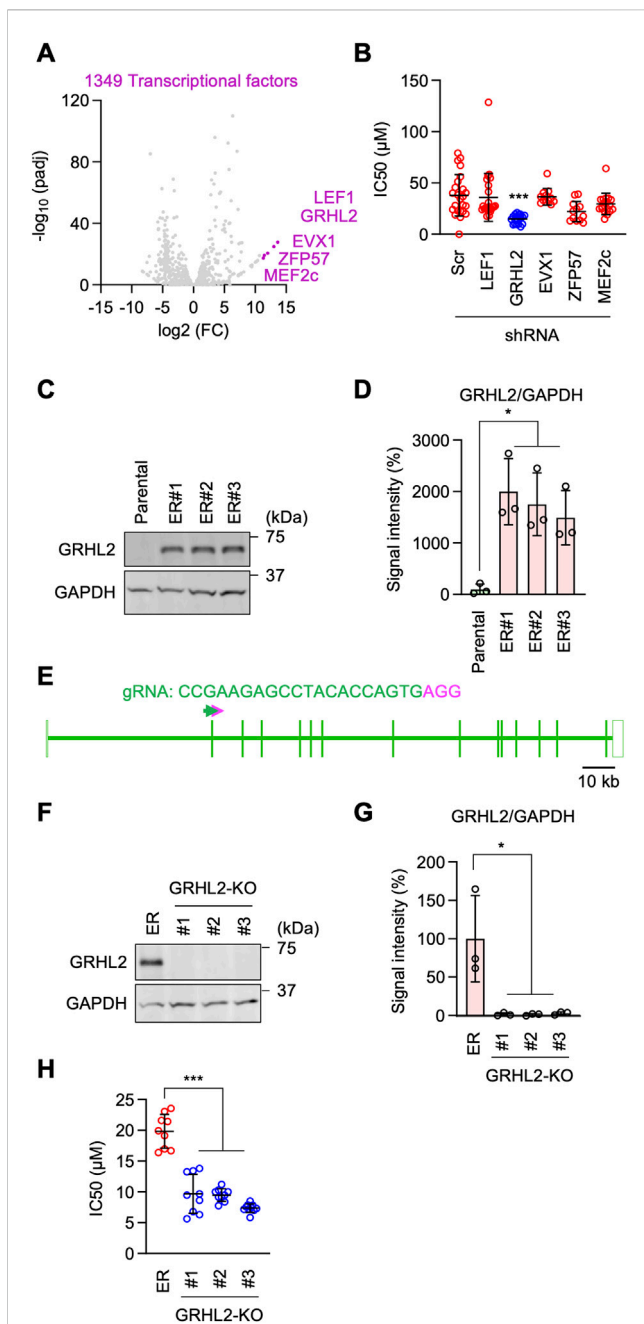 A
1349 Transcriptional factors
120
80
40
0
-log10 (padj)
-15 -10 -5 0 5 10 15
log2 (FC)
LEF1
GRHL2
EVX1
ZFP57
MEF2c
B
150
100
50
0
IC50 (µM)
***
Scr
LEF1
GRHL2
EVX1
ZFP57
MEF2c
shRNA
C
Parental
ER#1
ER#2
ER#3
(kDa)
GRHL2
75
GAPDH
37
D
GRHL2/GAPDH
*
3000
2000
1000
0
Signal intensity (%)
Parental
ER#1
ER#2
ER#3
E
gRNA: CCGAAGAGCCTACACCAGTGAGG
10 kb
F
GRHL2-KO
ER
#1
#2
#3
(kDa)
GRHL2
75
GAPDH
37
G
GRHL2/GAPDH
*
200
150
100
50
0
Signal intensity (%)
ER
#1
#2
#3
GRHL2-KO
H
***
25
20
15
10
5
0
IC50 (µM)
ER
#1
#2
#3
GRHL2-KO